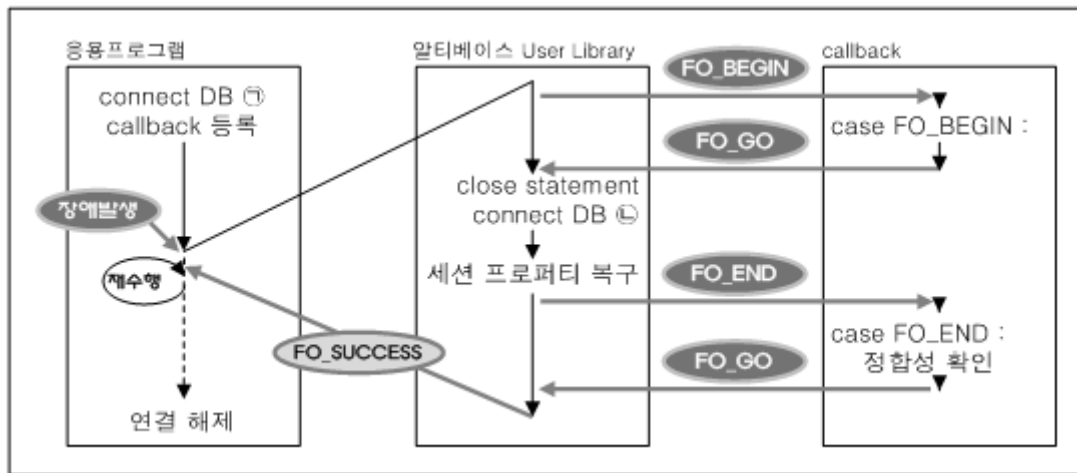 응용프로그램
connect DB ㉠
callback 등록
장애발생
재수행
연결 해제
알티베이스 User Library
close statement
connect DB ㉡
세션 프로퍼티 복구
FO_SUCCESS
FO_BEGIN
FO_GO
FO_END
FO_GO
callback
case FO_BEGIN :
case FO_END :
정합성 확인